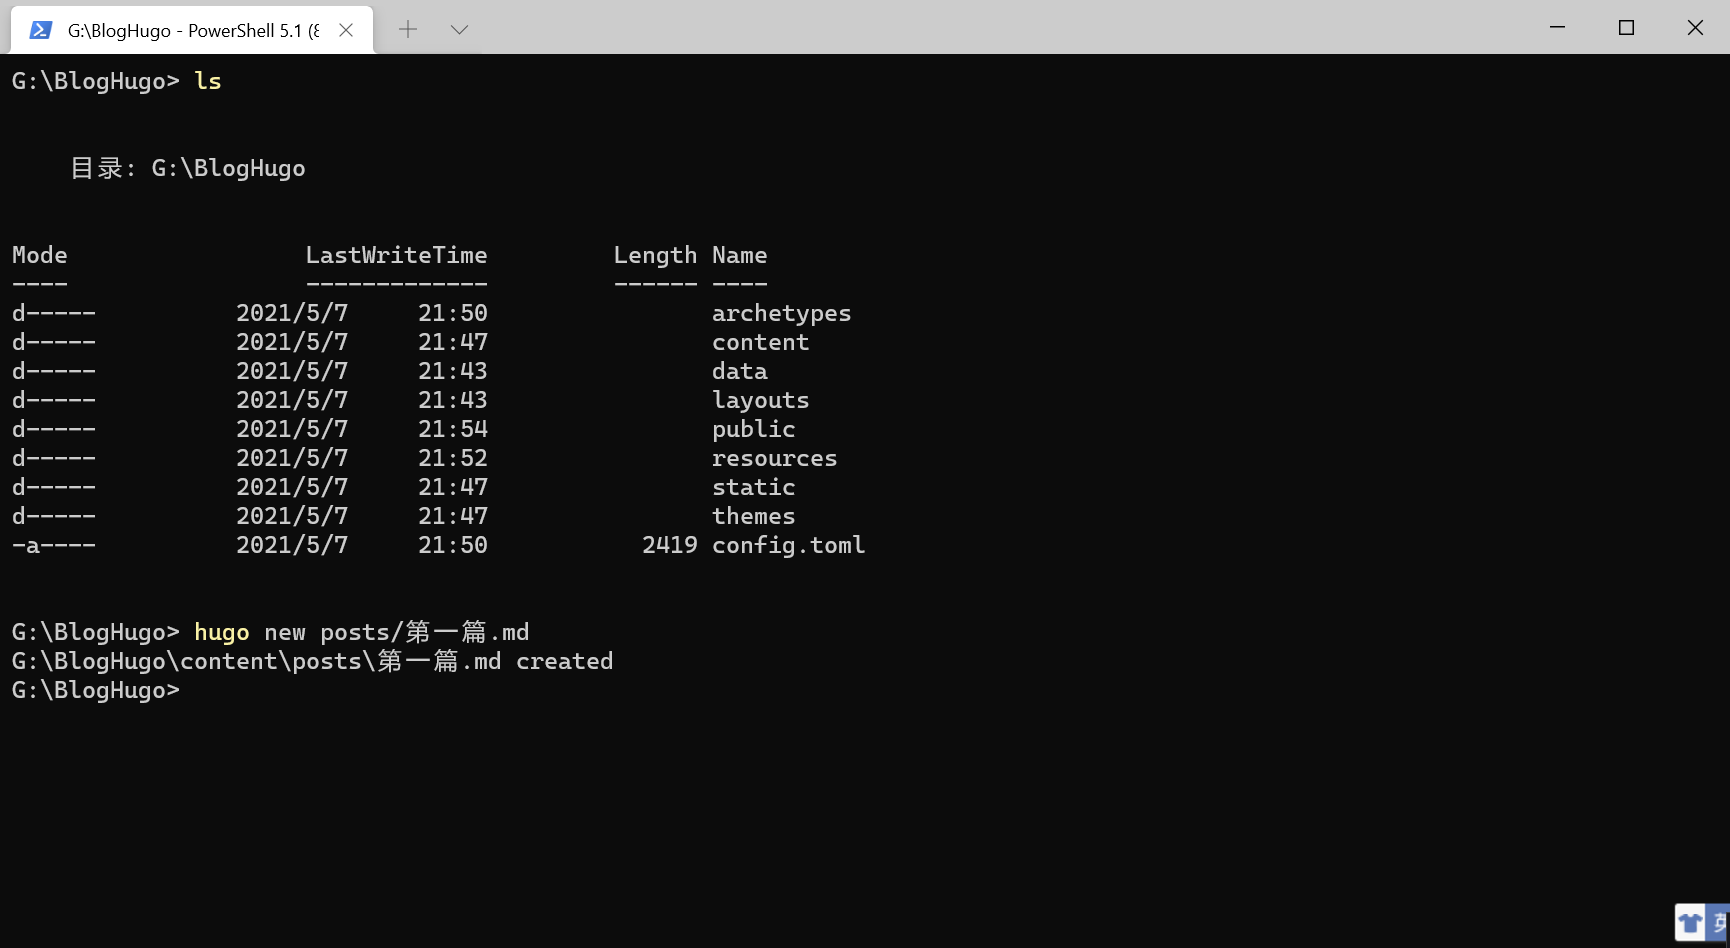 G:\BlogHugo - PowerShell 5.1 (
G:\BlogHugo> ls
目录: G:\BlogHugo
Mode                 LastWriteTime         Length Name
----                 -------------         ------ ----
d-----          2021/5/7     21:50                archetypes
d-----          2021/5/7     21:47                content
d-----          2021/5/7     21:43                data
d-----          2021/5/7     21:43                layouts
d-----          2021/5/7     21:54                public
d-----          2021/5/7     21:52                resources
d-----          2021/5/7     21:47                static
d-----          2021/5/7     21:47                themes
-a----          2021/5/7     21:50           2419 config.toml
G:\BlogHugo> hugo new posts/第一篇.md
G:\BlogHugo\content\posts\第一篇.md created
G:\BlogHugo>